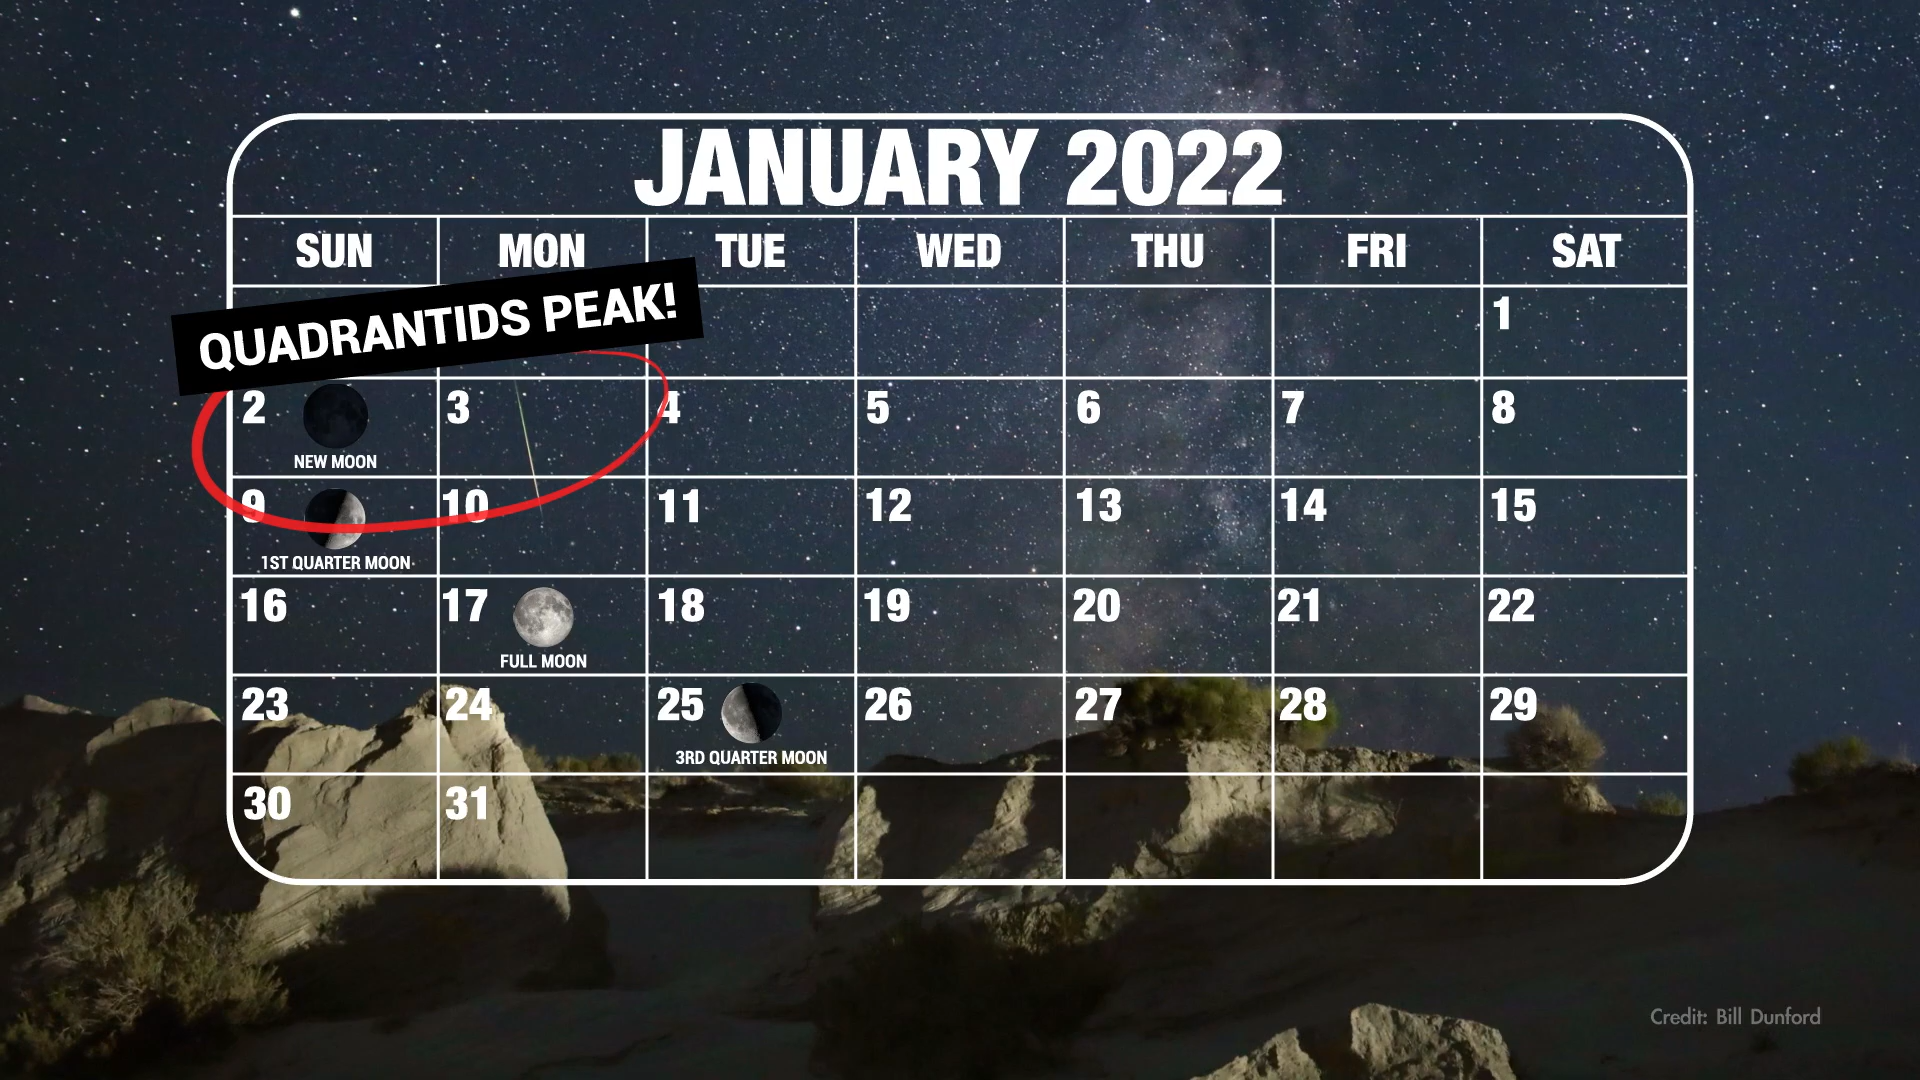 JANUARY 2022
SUN MON TUE WED THU FRI SAT
QUADRANTIDS PEAK!
1
2 3 4 5 6 7 8
NEW MOON
9 10 11 12 13 14 15
1ST QUARTER MOON
16 17 18 19 20 21 22
FULL MOON
23 24 25 26 27 28 29
3RD QUARTER MOON
30 31
Credit: Bill Dunford